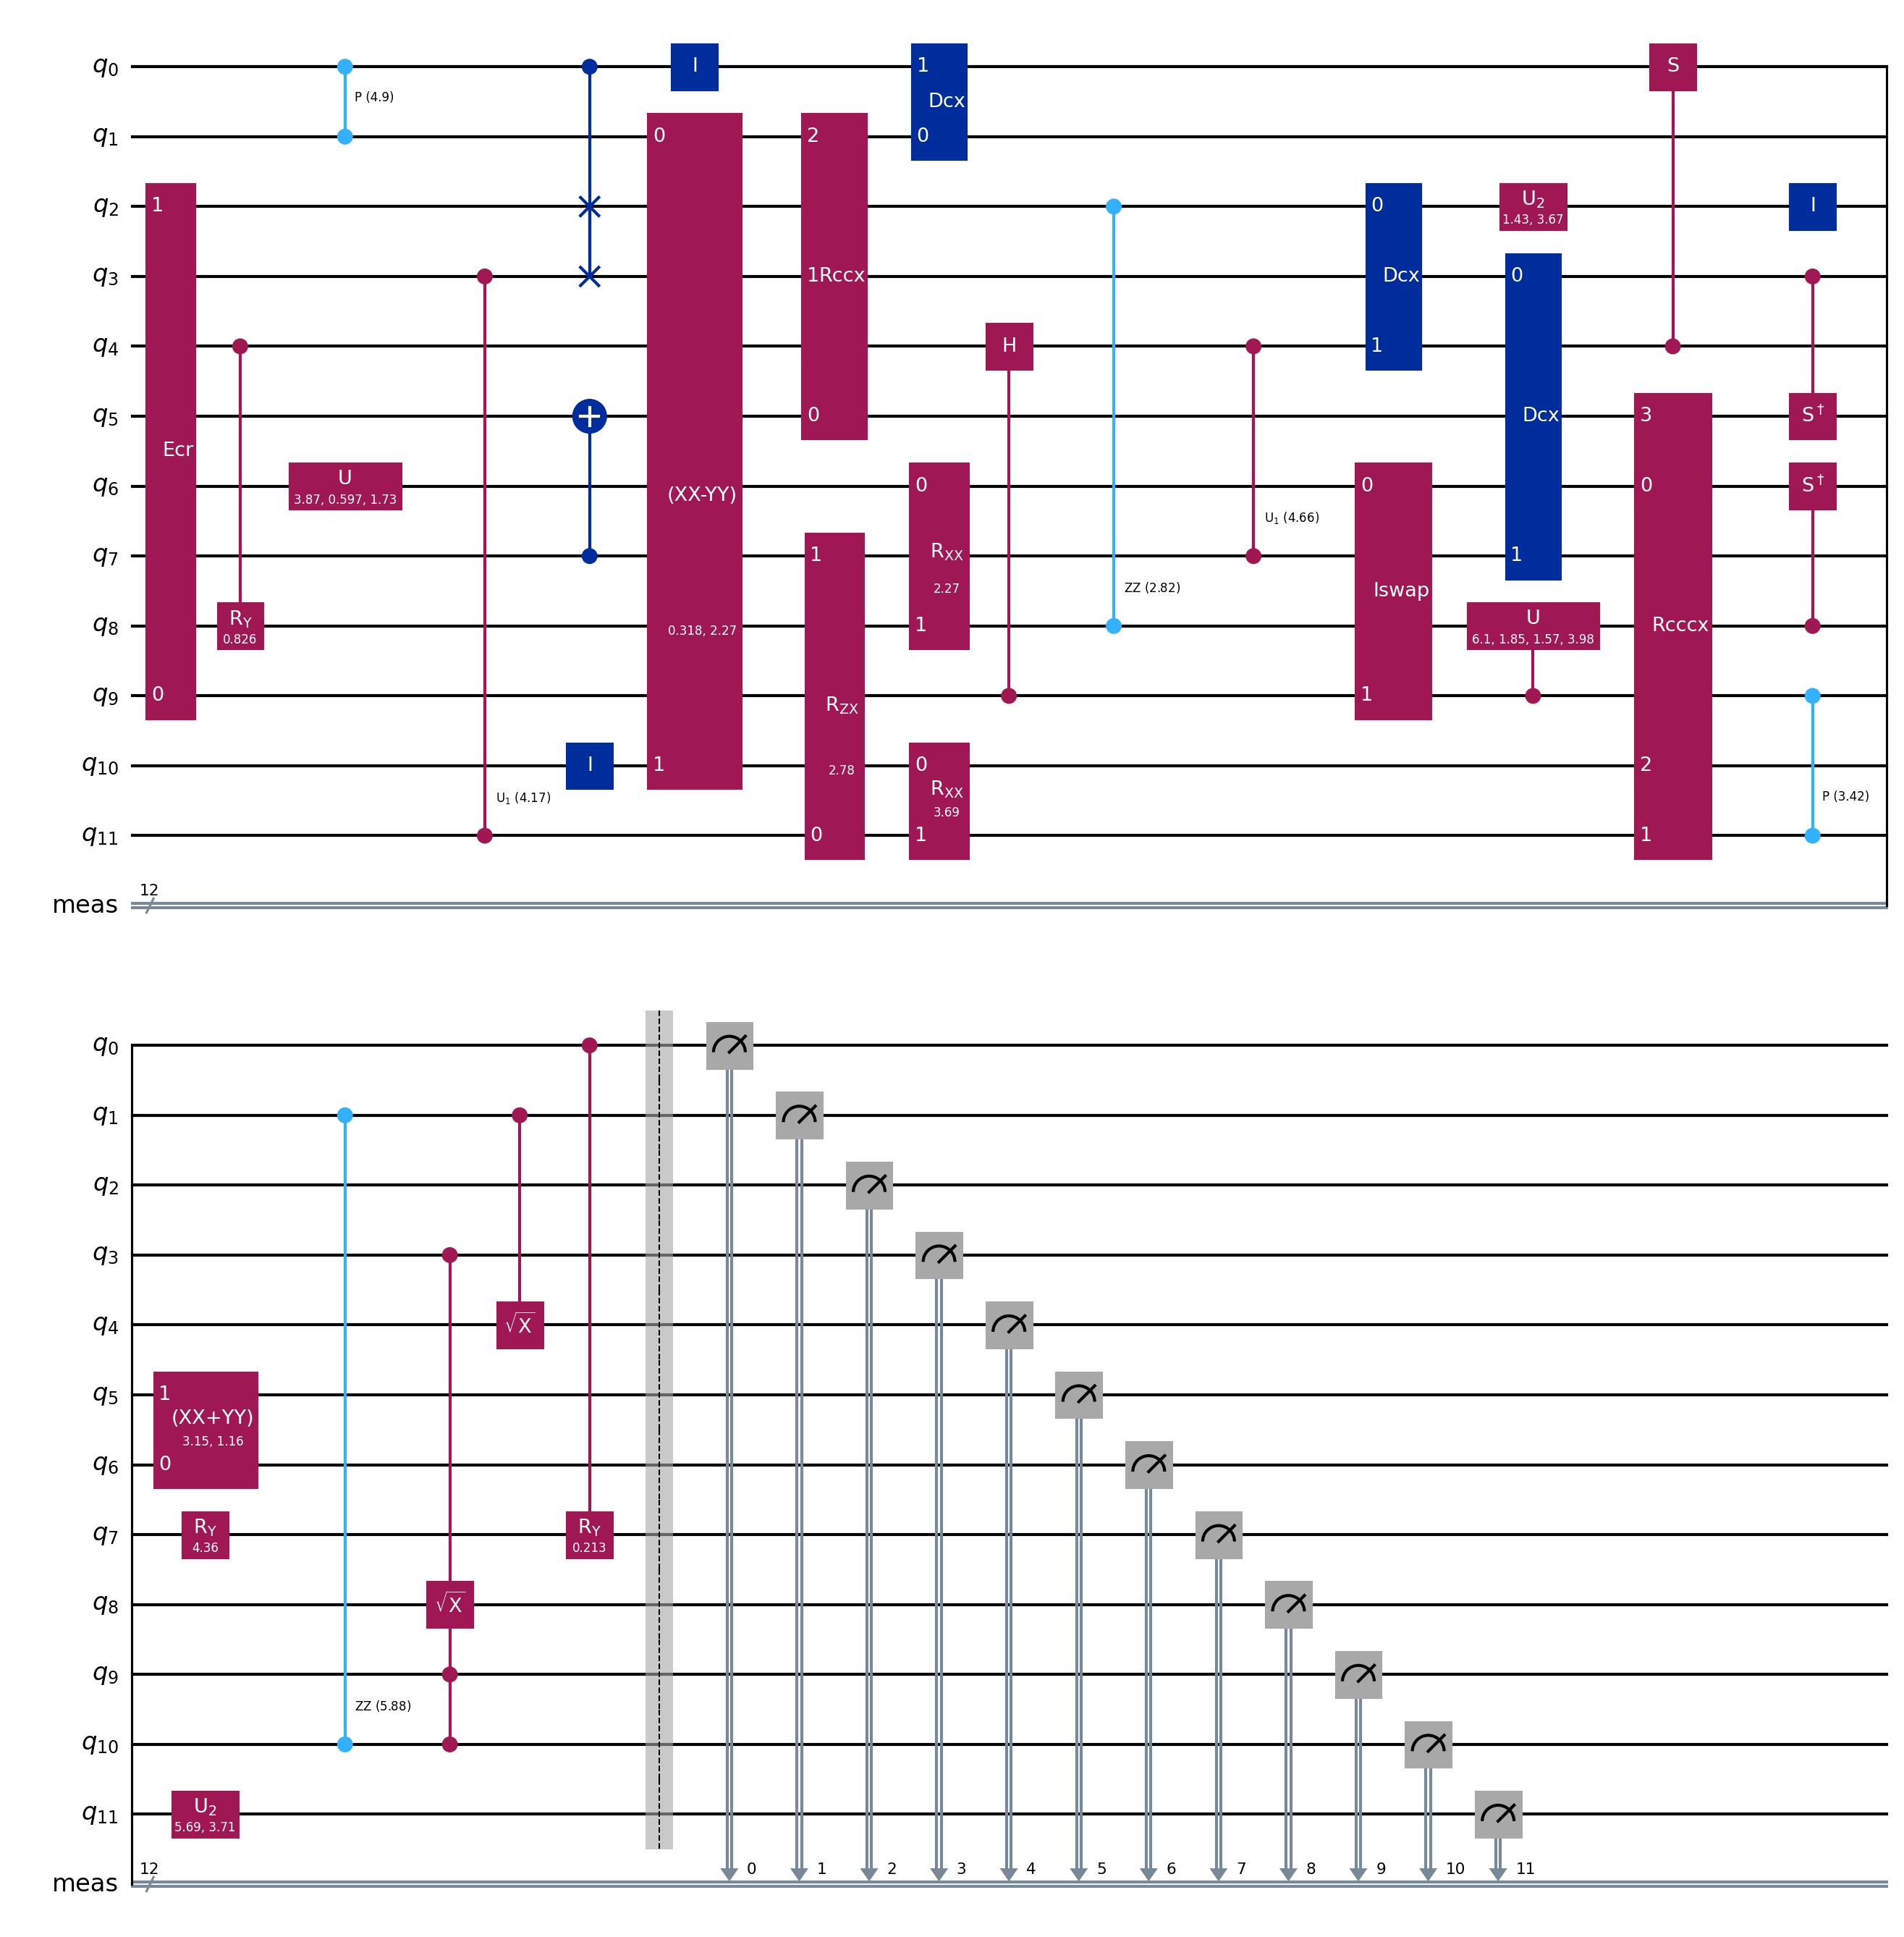 q0 I 1 S
P (4.9) Dcx
q1 0 2 0
q2 1 0 U2 1.43, 3.67 I
q3 1Rccx Dcx 0
q4 H 1
q5 0 Dcx 3 S†
Ecr
q6 U 3.87, 0.597, 1.73 (XX-YY) 0 0 0 S†
U1 (4.66)
q7 1 RXX 2.27 1
ZZ (2.82) Iswap
q8 RY 0.826 0.318, 2.27 1 U 6.1, 1.85, 1.57, 3.98 Rcccx
q9 0 RZX 1
q10 I 1 2.78 0 2
U1 (4.17) RXX 3.69 P (3.42)
q11 0 1 1
meas 12
q0
q1
q2
q3
q4 √X
q5 1
(XX+YY)
3.15, 1.16
q6 0
q7 RY 4.36 RY 0.213
q8 √X
q9
ZZ (5.88)
q10
q11 U2 5.69, 3.71
meas 12 0 1 2 3 4 5 6 7 8 9 10 11